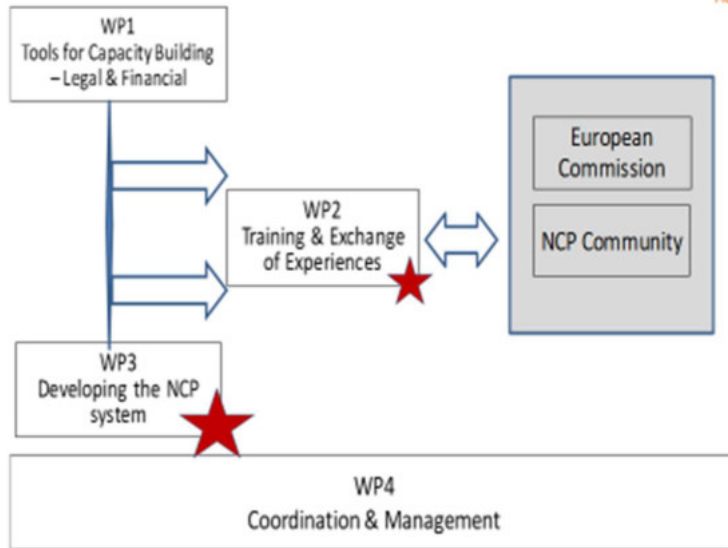 WP1
Tools for Capacity Building
– Legal & Financial
WP2
Training & Exchange
of Experiences
European
Commission
NCP Community
WP3
Developing the NCP
system
WP4
Coordination & Management